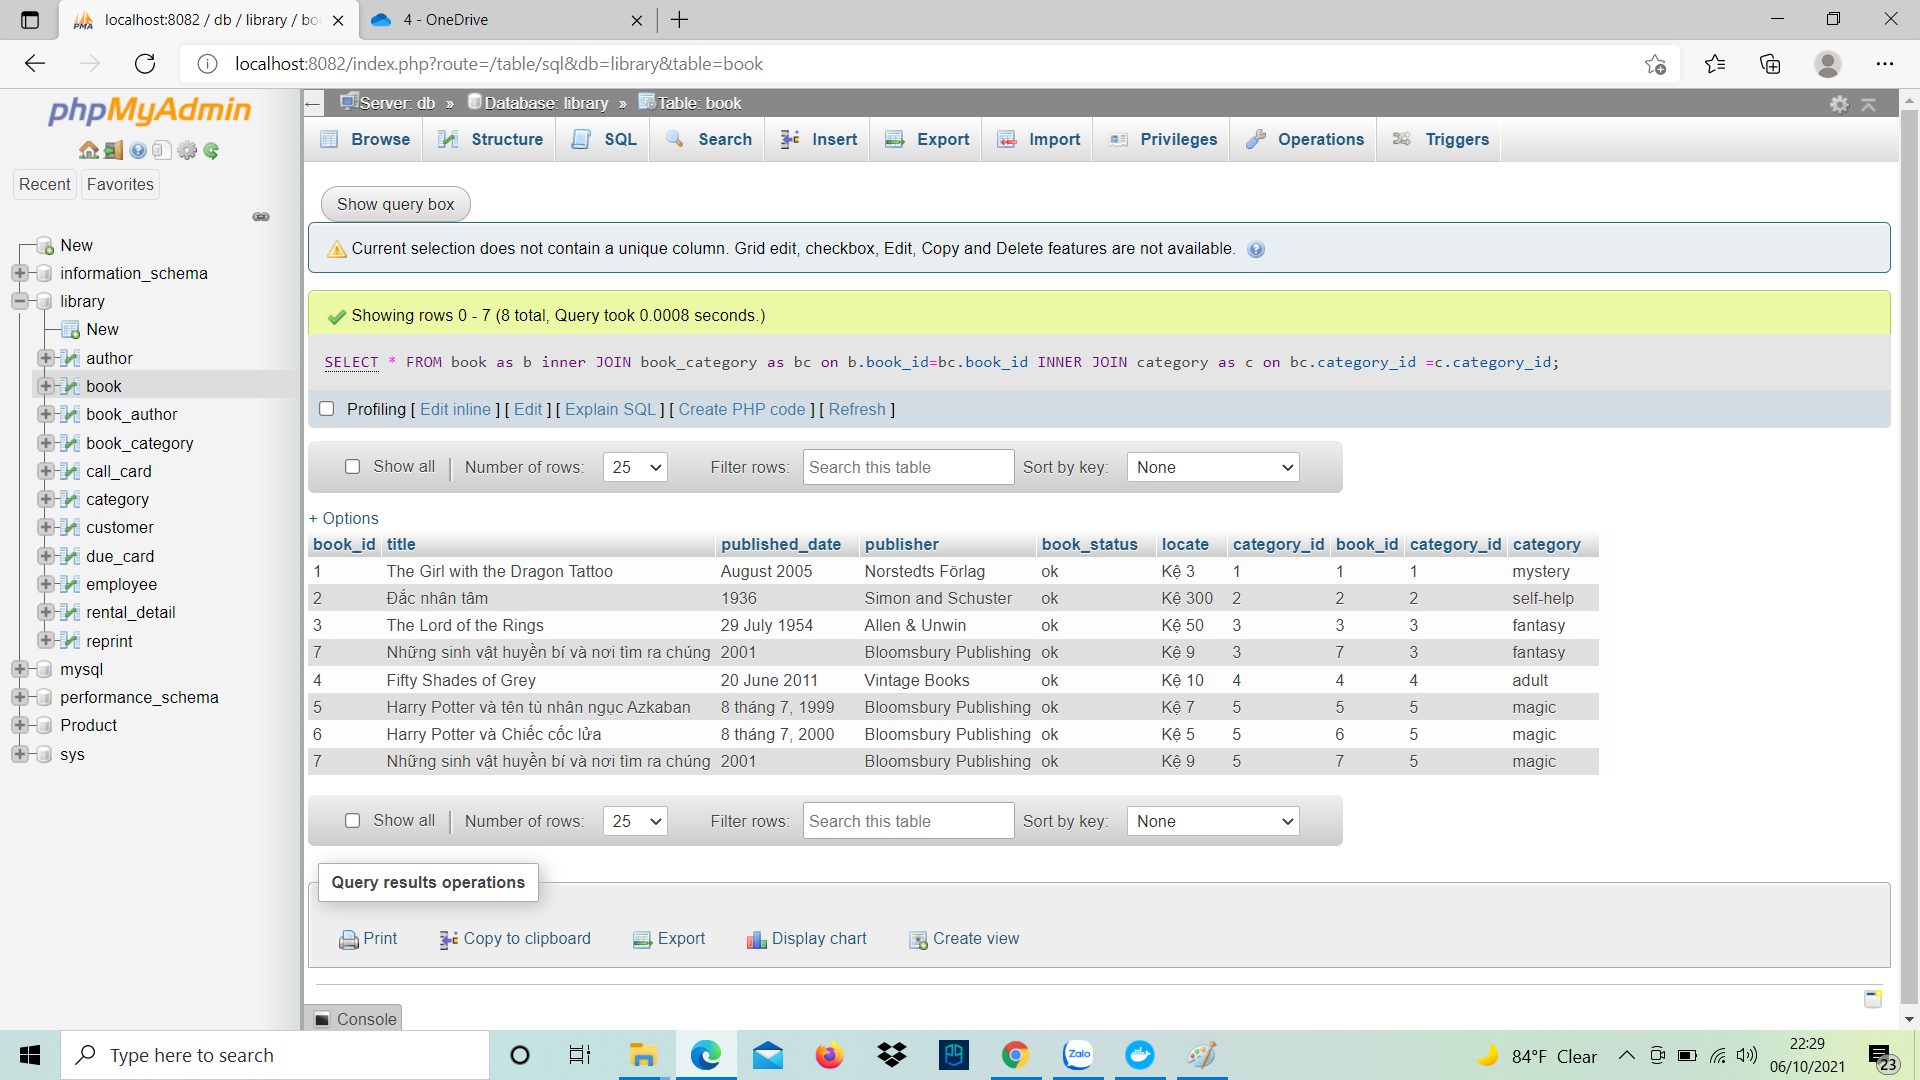 localhost:8082 / db / library / bo
4 - OneDrive
localhost:8082/index.php?route=/table/sql&db=library&table=book
phpMyAdmin
Recent
Favorites
New
information_schema
library
New
author
book
book_author
book_category
call_card
category
customer
due_card
employee
rental_detail
reprint
mysql
performance_schema
Product
sys
Server: db » Database: library » Table: book
Browse Structure SQL Search Insert Export Import Privileges Operations Triggers
Show query box
Current selection does not contain a unique column. Grid edit, checkbox, Edit, Copy and Delete features are not available.
Showing rows 0 - 7 (8 total, Query took 0.0008 seconds.)
SELECT * FROM book as b inner JOIN book_category as bc on b.book_id=bc.book_id INNER JOIN category as c on bc.category_id =c.category_id;
Profiling [ Edit inline ] [ Edit ] [ Explain SQL ] [ Create PHP code ] [ Refresh ]
Show all | Number of rows: 25 Filter rows: Search this table Sort by key: None
+ Options
book_id title published_date publisher book_status locate category_id book_id category_id category
1 The Girl with the Dragon Tattoo August 2005 Norstedts Förlag ok Kệ 3 1 1 1 mystery
2 Đắc nhân tâm 1936 Simon and Schuster ok Kệ 300 2 2 2 self-help
3 The Lord of the Rings 29 July 1954 Allen & Unwin ok Kệ 50 3 3 3 fantasy
7 Những sinh vật huyền bí và nơi tìm ra chúng 2001 Bloomsbury Publishing ok Kệ 9 3 7 3 fantasy
4 Fifty Shades of Grey 20 June 2011 Vintage Books ok Kệ 10 4 4 4 adult
5 Harry Potter và tên tù nhân ngục Azkaban 8 tháng 7, 1999 Bloomsbury Publishing ok Kệ 7 5 5 5 magic
6 Harry Potter và Chiếc cốc lửa 8 tháng 7, 2000 Bloomsbury Publishing ok Kệ 5 5 6 5 magic
7 Những sinh vật huyền bí và nơi tìm ra chúng 2001 Bloomsbury Publishing ok Kệ 9 5 7 5 magic
Show all | Number of rows: 25 Filter rows: Search this table Sort by key: None
Query results operations
Print Copy to clipboard Export Display chart Create view
Console
Type here to search
Zalo
84°F Clear
22:29
06/10/2021
23